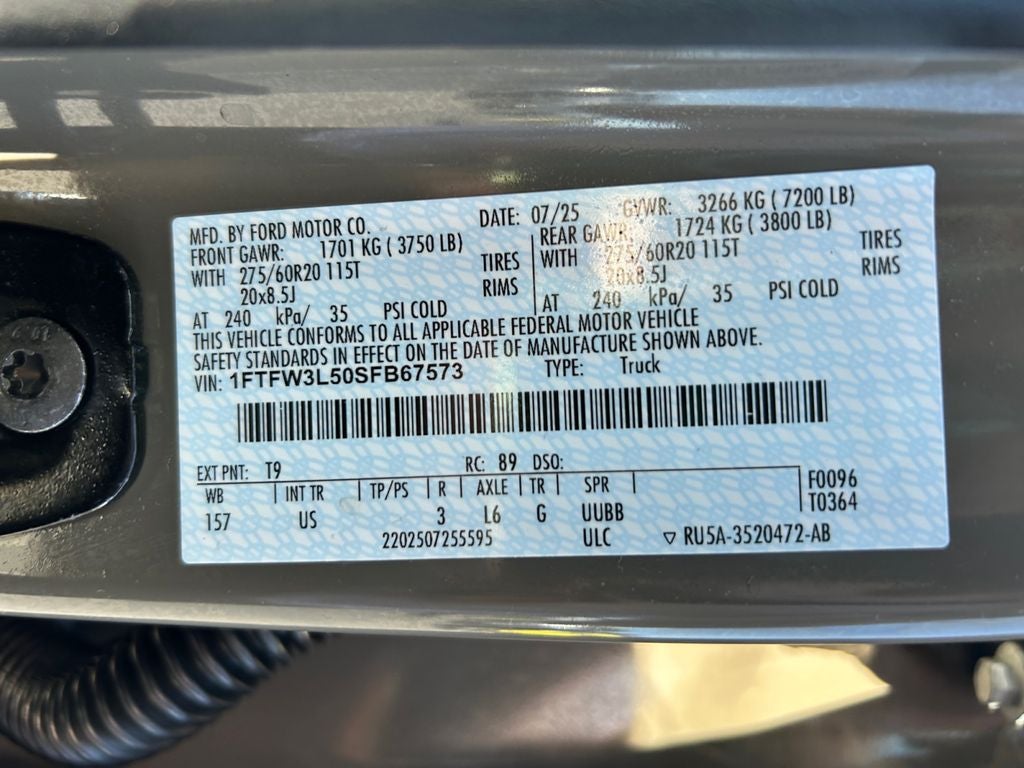 MFD. BY FORD MOTOR CO. DATE: 07/25 GVWR: 3266 KG ( 7200 LB)
FRONT GAWR: 1701 KG ( 3750 LB) REAR GAWR: 1724 KG ( 3800 LB)
WITH 275/60R20 115T TIRES WITH 275/60R20 115T TIRES
20x8.5J RIMS 20x8.5J RIMS
AT 240 kPa/ 35 PSI COLD AT 240 kPa/ 35 PSI COLD
THIS VEHICLE CONFORMS TO ALL APPLICABLE FEDERAL MOTOR VEHICLE
SAFETY STANDARDS IN EFFECT ON THE DATE OF MANUFACTURE SHOWN ABOVE.
VIN: 1FTFW3L50SFB67573 TYPE: Truck
EXT PNT: T9 RC: 89 DSO:
WB INT TR TP/PS R AXLE TR SPR F0096
157 US 3 L6 G UUBB T0364
2202507255595 ULC ▽ RU5A-3520472-AB